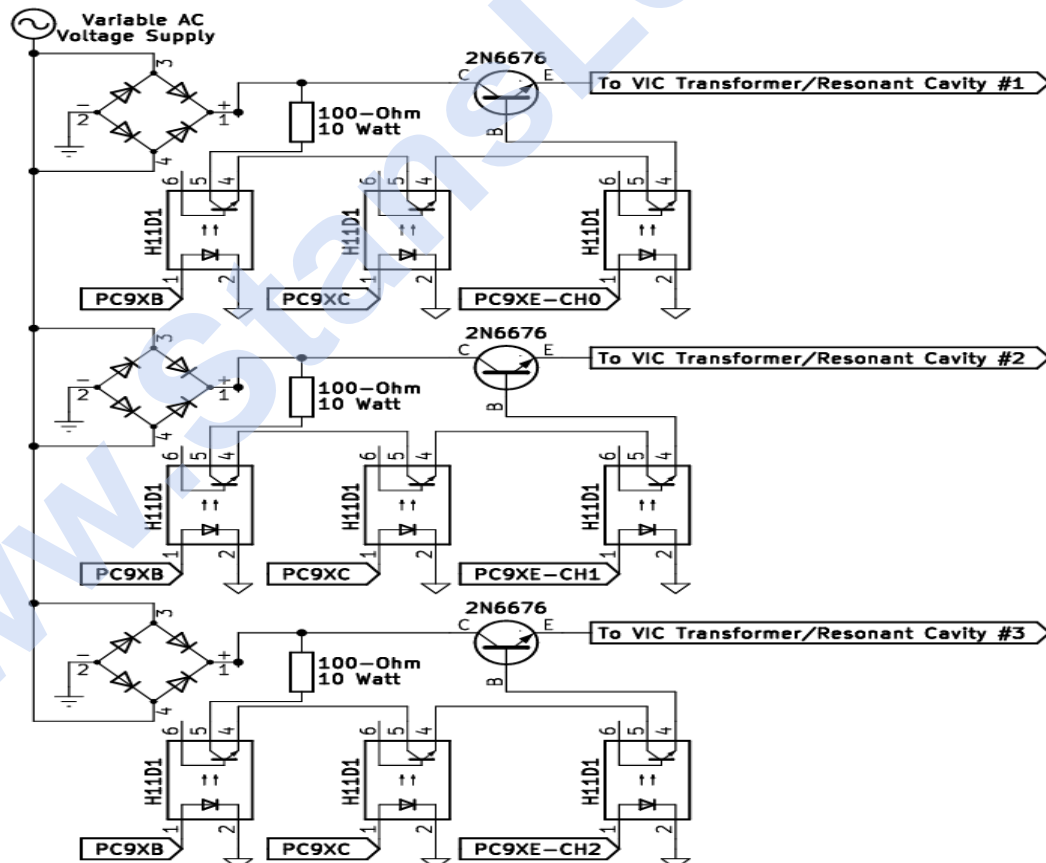 Variable AC
Voltage Supply
3
2N6676
C
E
To VIC Transformer/Resonant Cavity #1
-
+
2
1
100-Ohm
10 Watt
B
4
6
5
4
6
5
4
6
5
4
H11D1
H11D1
H11D1
1
2
1
2
1
2
PC9XB
PC9XC
PC9XE-CH0
3
2N6676
C
E
To VIC Transformer/Resonant Cavity #2
-
+
2
1
100-Ohm
10 Watt
B
4
6
5
4
6
5
4
6
5
4
H11D1
H11D1
H11D1
1
2
1
2
1
2
PC9XB
PC9XC
PC9XE-CH1
3
2N6676
C
E
To VIC Transformer/Resonant Cavity #3
-
+
2
1
100-Ohm
10 Watt
B
4
6
5
4
6
5
4
6
5
4
H11D1
H11D1
H11D1
1
2
1
2
1
2
PC9XB
PC9XC
PC9XE-CH2